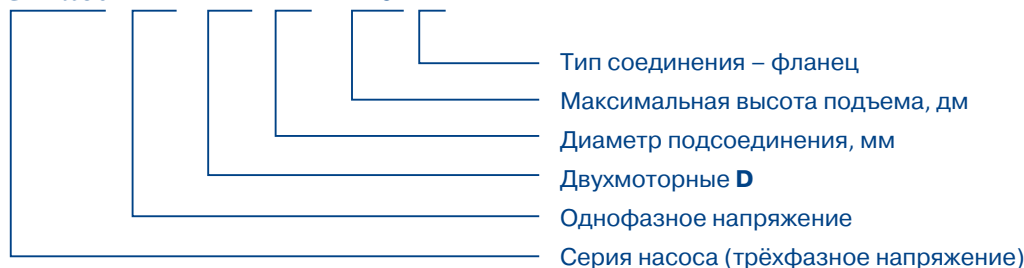 Тип соединения – фланец
Максимальная высота подъема, дм
Диаметр подсоединения, мм
Двухмоторные D
Однофазное напряжение
Серия насоса (трёхфазное напряжение)